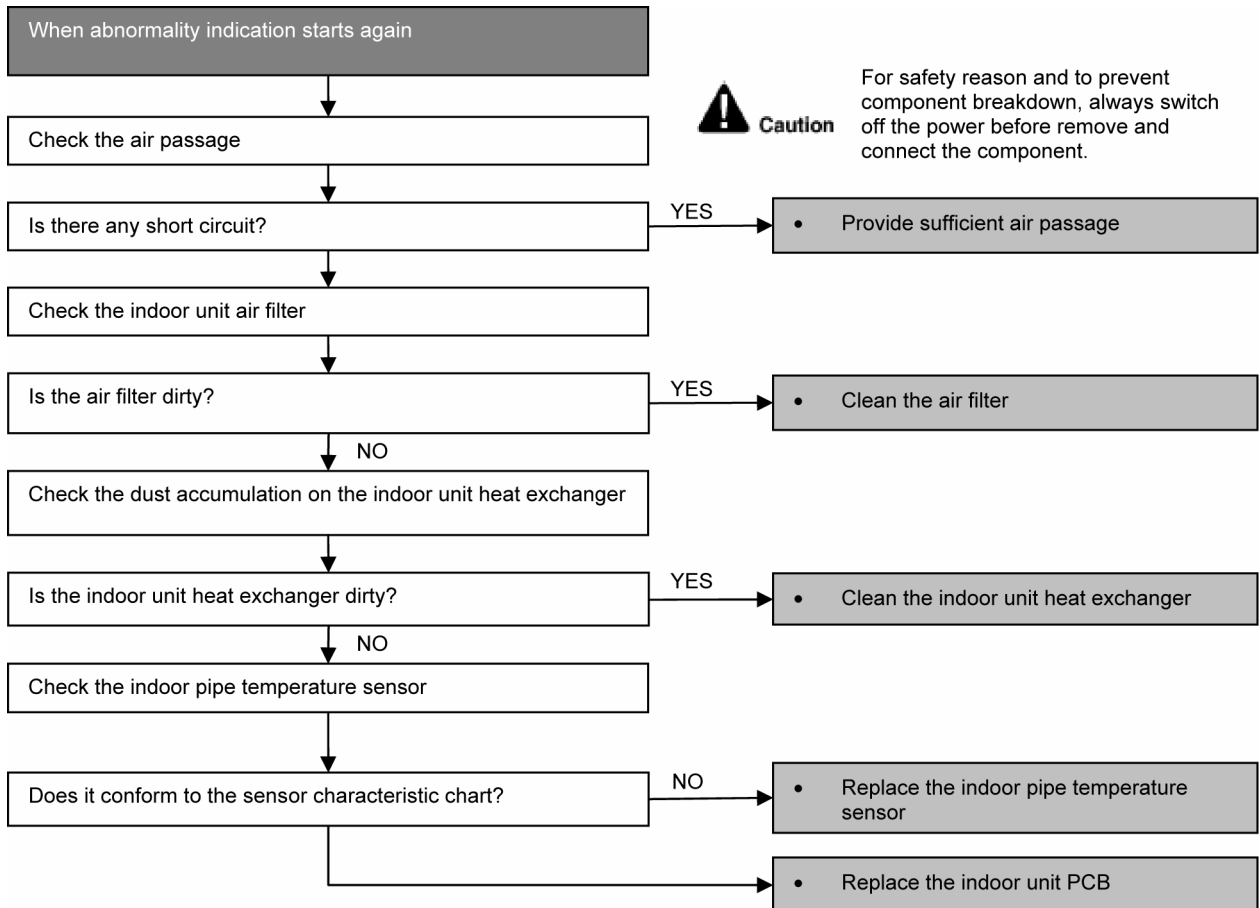 When abnormality indication starts again
For safety reason and to prevent
component breakdown, always switch
off the power before remove and
connect the component.
Caution
Check the air passage
Is there any short circuit?
YES
• Provide sufficient air passage
Check the indoor unit air filter
Is the air filter dirty?
YES
• Clean the air filter
NO
Check the dust accumulation on the indoor unit heat exchanger
Is the indoor unit heat exchanger dirty?
YES
• Clean the indoor unit heat exchanger
NO
Check the indoor pipe temperature sensor
Does it conform to the sensor characteristic chart?
NO
• Replace the indoor pipe temperature
sensor
• Replace the indoor unit PCB